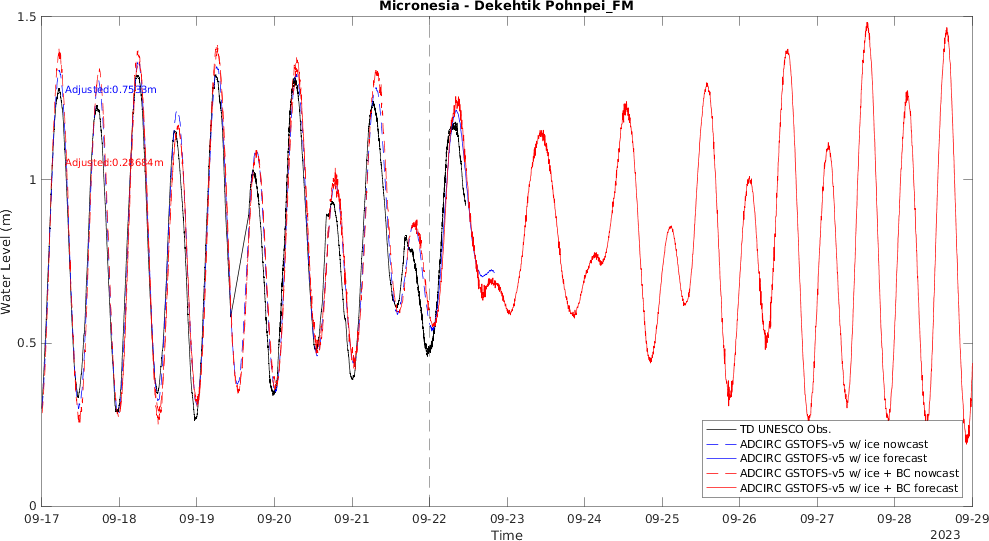 Micronesia - Dekehtik Pohnpei_FM
Water Level (m)
1.5
1
0.5
0
Adjusted:0.7533m
Adjusted:0.28684m
TD UNESCO Obs.
ADCIRC GSTOFS-v5 w/ ice nowcast
ADCIRC GSTOFS-v5 w/ ice forecast
ADCIRC GSTOFS-v5 w/ ice + BC nowcast
ADCIRC GSTOFS-v5 w/ ice + BC forecast
09-17 09-18 09-19 09-20 09-21 09-22 09-23 09-24 09-25 09-26 09-27 09-28 09-29
Time
2023